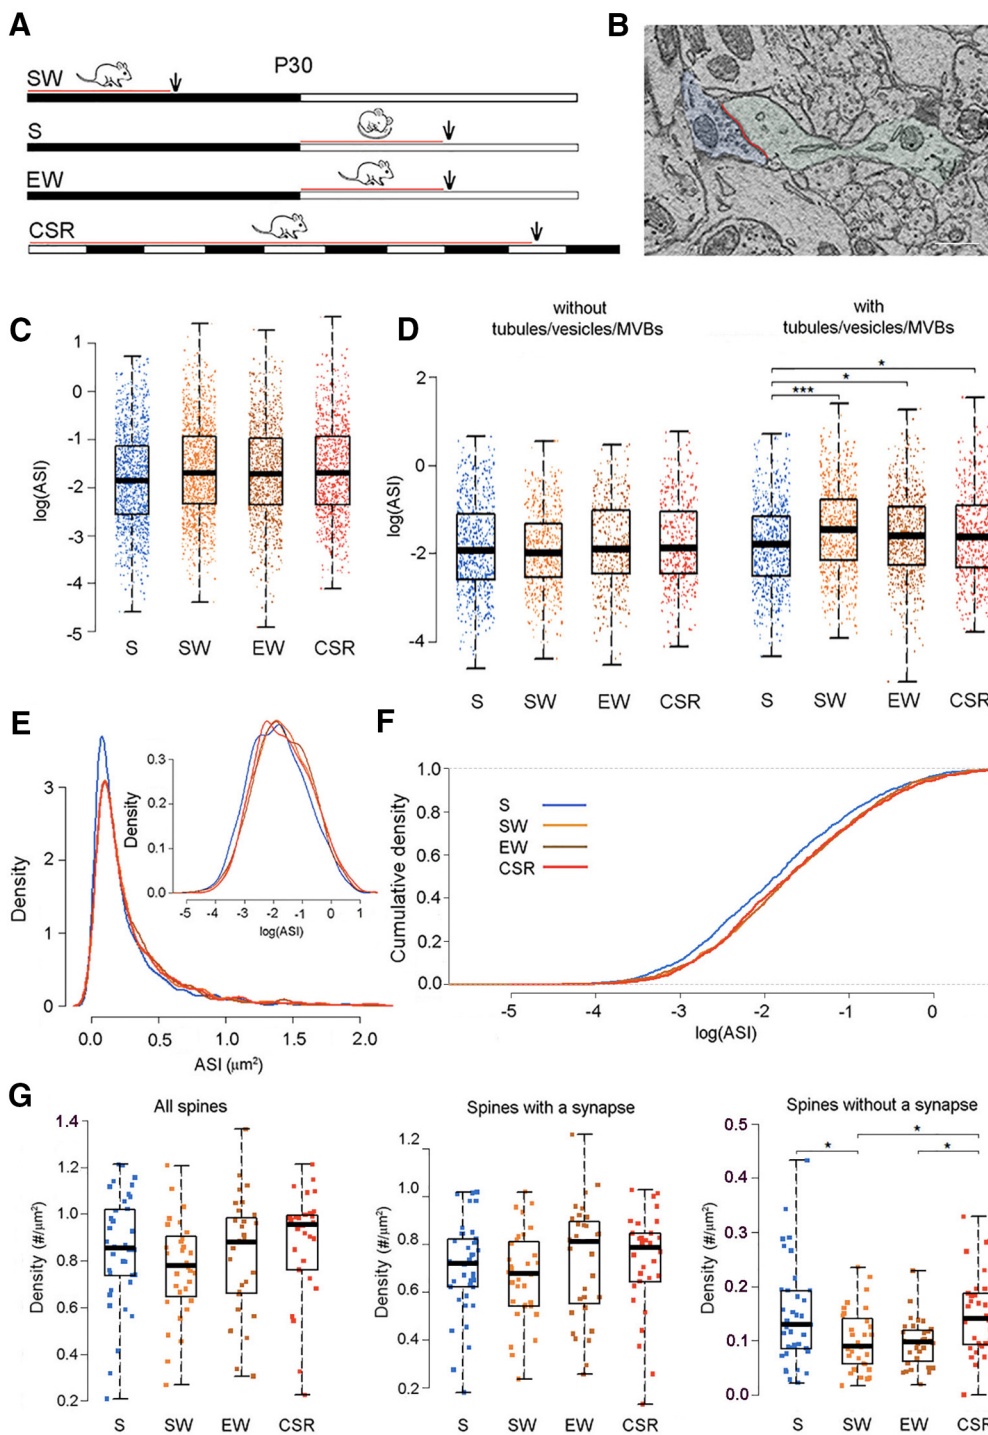 A
P30
SW
S
EW
CSR
B
C
log(ASI)
1
0
-1
-2
-3
-4
-5
S SW EW CSR
D
without
tubules/vesicles/MVBs
with
tubules/vesicles/MVBs
log(ASI)
2
0
-2
-4
*
*
***
S SW EW CSR
S SW EW CSR
E
Density
3
2
1
0
0.0 0.5 1.0 1.5 2.0
ASI (μm²)
Density
0.3
0.2
0.1
0.0
-5 -4 -3 -2 -1 0 1
log(ASI)
F
Cumulative density
1.0
0.8
0.6
0.4
0.2
0.0
S
SW
EW
CSR
-5 -4 -3 -2 -1 0
log(ASI)
G
All spines
Density (#/μm²)
1.4
1.2
1.0
0.8
0.6
0.4
0.2
S SW EW CSR
Spines with a synapse
Density (#/μm²)
1.2
1.0
0.8
0.6
0.4
0.2
S SW EW CSR
Spines without a synapse
Density (#/μm²)
0.5
0.4
0.3
0.2
0.1
0.0
*
*
*
S SW EW CSR